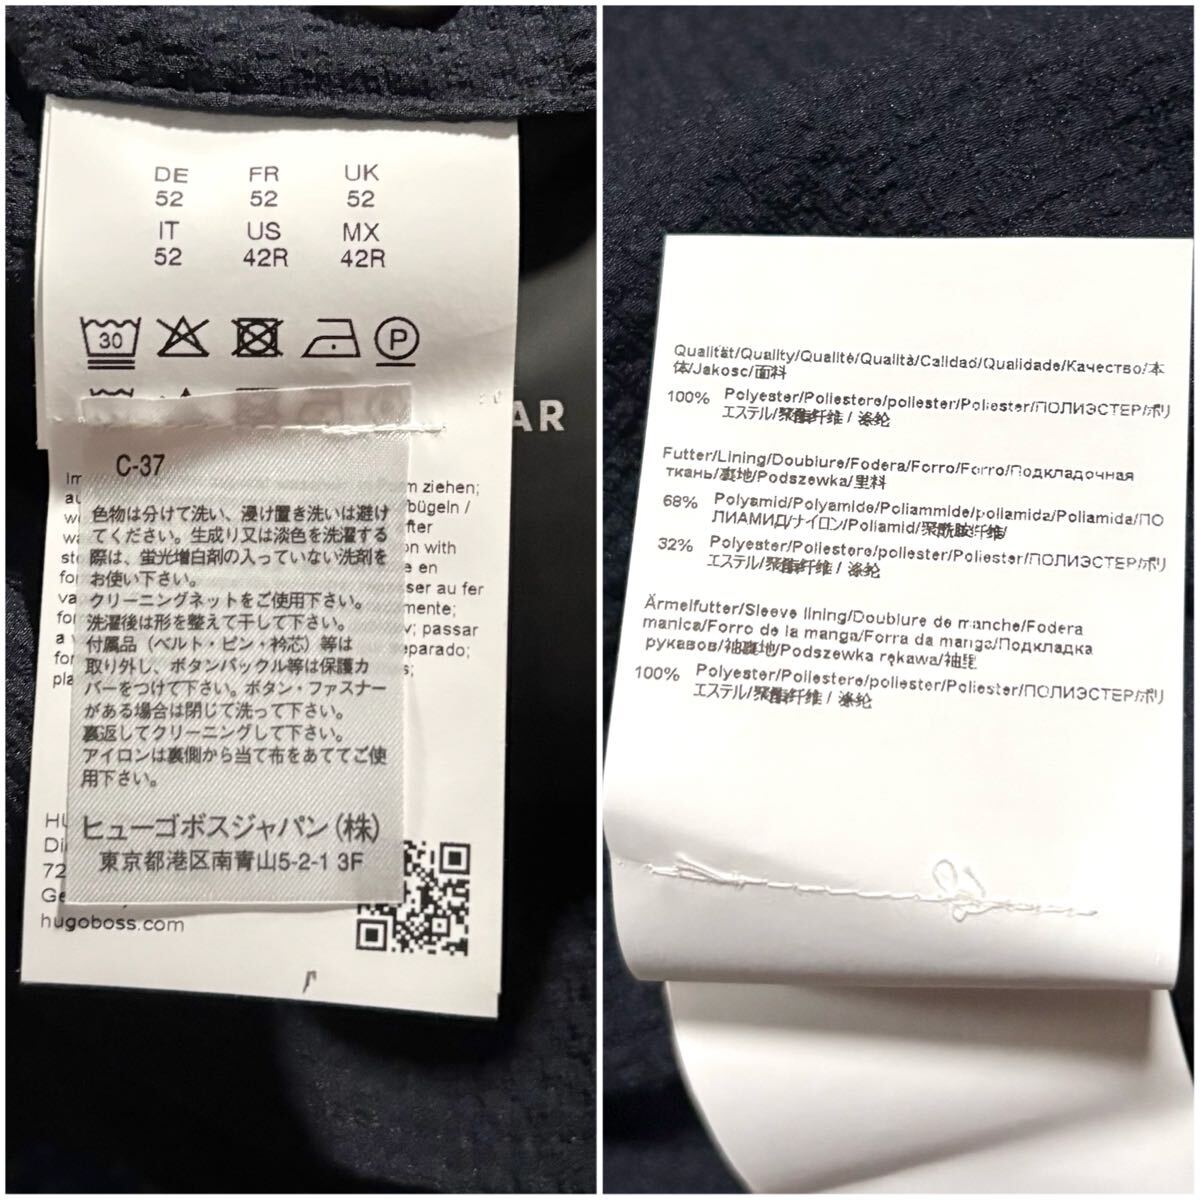 DE FR UK
52 52 52
IT US MX
52 42R 42R
30 P
AR
C-37
色物は分けて洗い、浸け置き洗いは避け
てください。生成り又は淡色を洗濯する
際は、蛍光増白剤の入っていない洗剤を
お使い下さい。
クリーニングネットをご使用下さい。
洗濯後は形を整えて干して下さい。
付属品（ベルト・ピン・衿芯）等は
取り外し、ボタンバックル等は保護カ
バーをつけて下さい。ボタン・ファスナー
がある場合は閉じて洗って下さい。
裏返してクリーニングして下さい。
アイロンは裏側から当て布をあててご使
用下さい。
ヒューゴボスジャパン（株）
東京都港区南青山5-2-1 3F
ziehen;
bügeln /
with
en
ser au fer
passar
hugoboss.com
Qualität/Quality/Qualité/Qualità/Calidad/Qualidade/Качество/本
体/Jakosc/面料
100% Polyester/Poliestere/poliester/Poliester/ПОЛИЭСТЕР/ポリ
エステル/聚酯纤维 / 涤纶
Futter/Lining/Doublure/Fodera/Forro/Forro/Подкладочная
ткань/裏地/Podszewka/里料
68% Polyamid/Polyamide/Poliammide/poliamida/Poliamida/ПО
ЛИАМИД/ナイロン/Poliamid/聚酰胺纤维/
32% Polyester/Poliestere/poliester/Poliester/ПОЛИЭСТЕР/ポリ
エステル/聚酯纤维 / 涤纶
Ärmelfutter/Sleeve lining/Doublure de manche/Fodera
manica/Forro de la manga/Forra da manga/Подкладка
рукавов/袖裏地/Podszewka rękawa/袖里
100% Polyester/Poliestere/poliester/Poliester/ПОЛИЭСТЕР/ポリ
エステル/聚酯纤维 / 涤纶